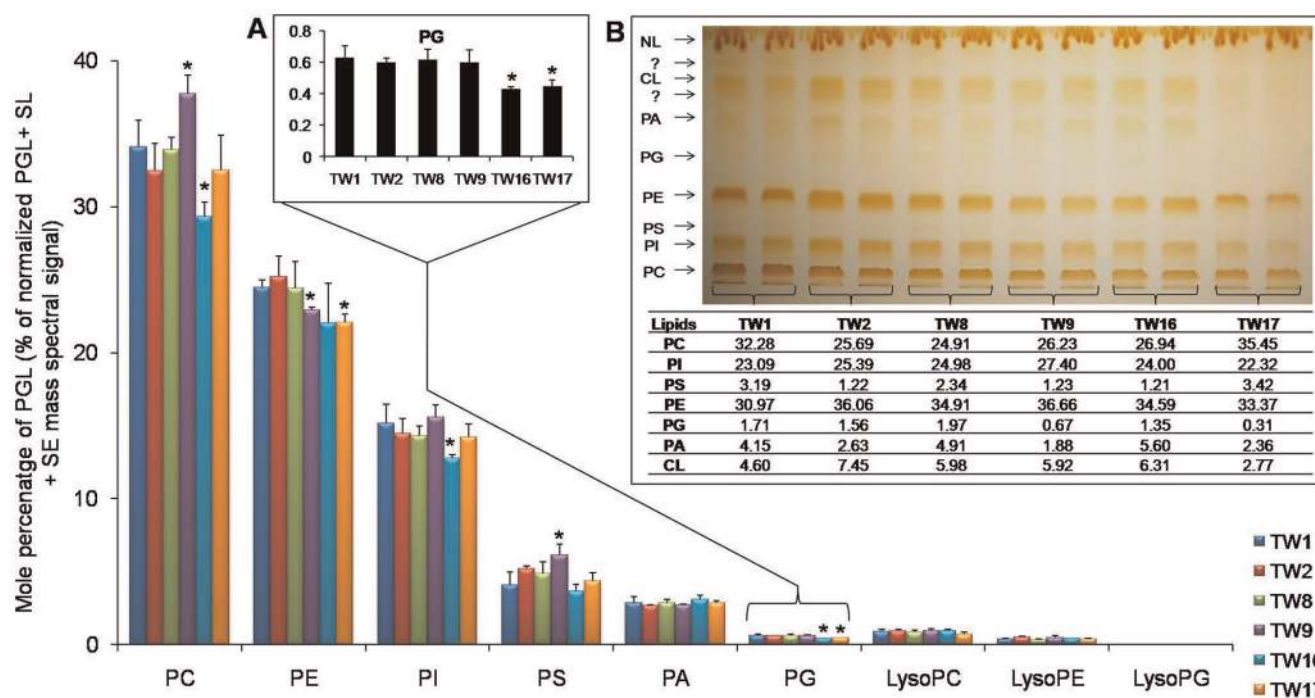 Mole percenatge of PGL (% of normalized PGL+ SL
+ SE mass spectral signal)
40
30
20
10
0
PC PE PI PS PA PG LysoPC LysoPE LysoPG
* * * * * * * * *
TW1
TW2
TW8
TW9
TW16
TW17
A
PG
0.8
0.6
0.4
0.2
0
* *
TW1 TW2 TW8 TW9 TW16 TW17
B
NL
?
CL
?
PA
PG
PE
PS
PI
PC
Lipids TW1 TW2 TW8 TW9 TW16 TW17
PC 32.28 25.69 24.91 26.23 26.94 35.45
PI 23.09 25.39 24.98 27.40 24.00 22.32
PS 3.19 1.22 2.34 1.23 1.21 3.42
PE 30.97 36.06 34.91 36.66 34.59 33.37
PG 1.71 1.56 1.97 0.67 1.35 0.31
PA 4.15 2.63 4.91 1.88 5.60 2.36
CL 4.60 7.45 5.98 5.92 6.31 2.77